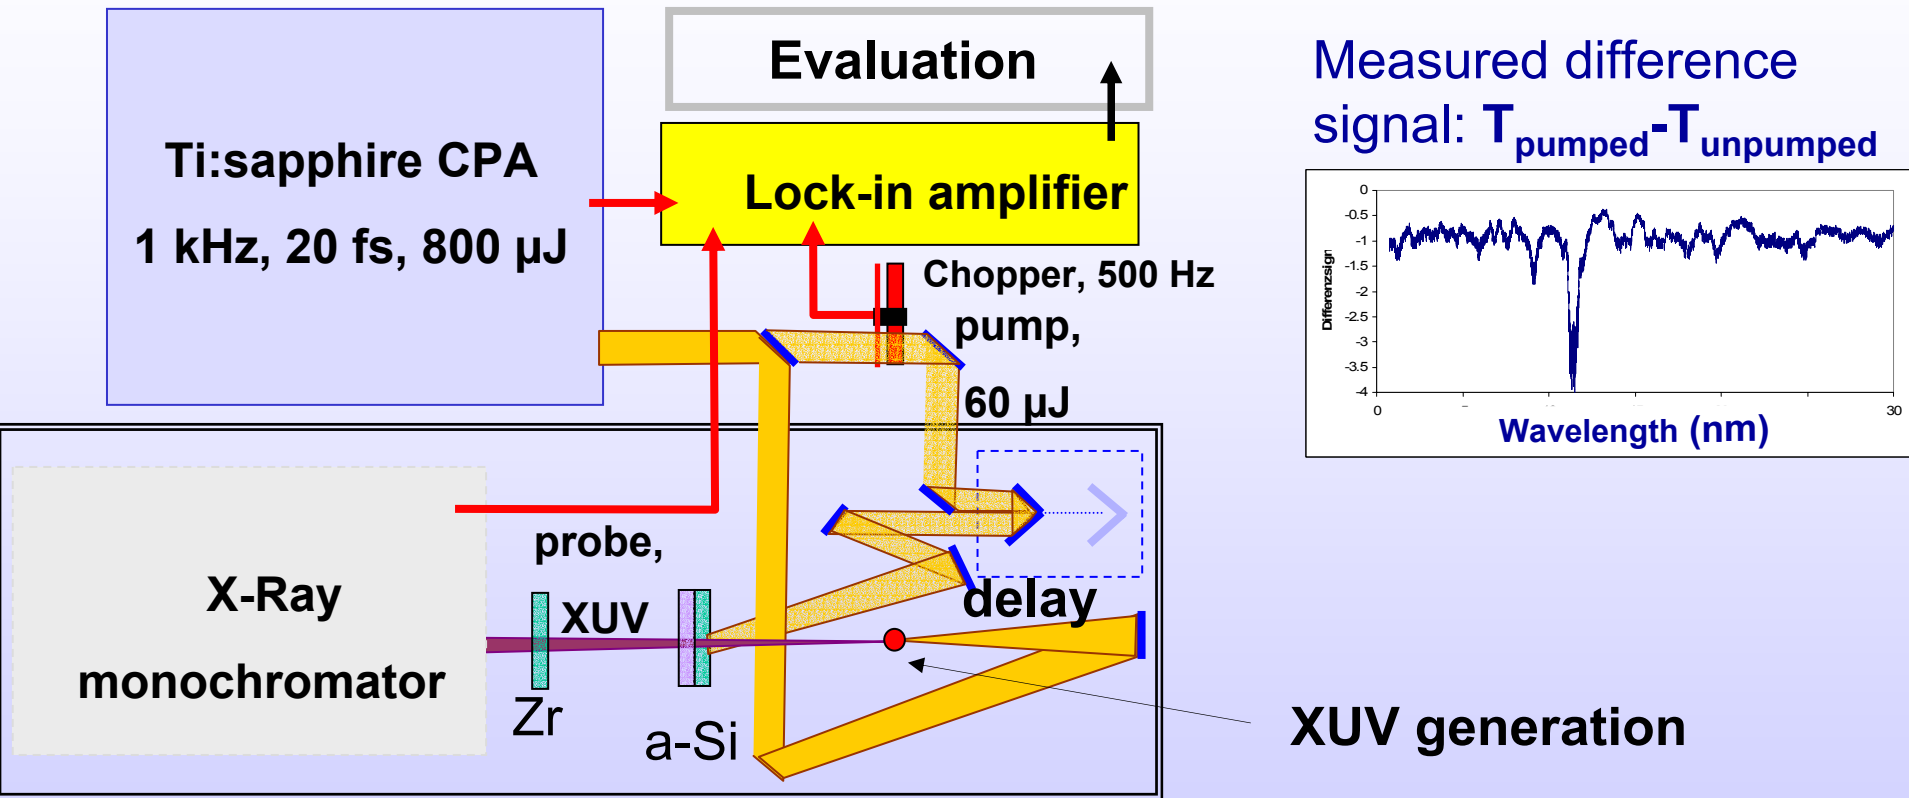 Evaluation
Ti:sapphire CPA
1 kHz, 20 fs, 800 µJ
Lock-in amplifier
Chopper, 500 Hz
pump,
60 µJ
probe,
XUV
delay
X-Ray
monochromator
Zr
a-Si
XUV generation
Measured difference
signal: Tpumped-Tunpumped
Differenzsign
0
-0.5
-1
-1.5
-2
-2.5
-3
-3.5
-4
0
30
Wavelength (nm)